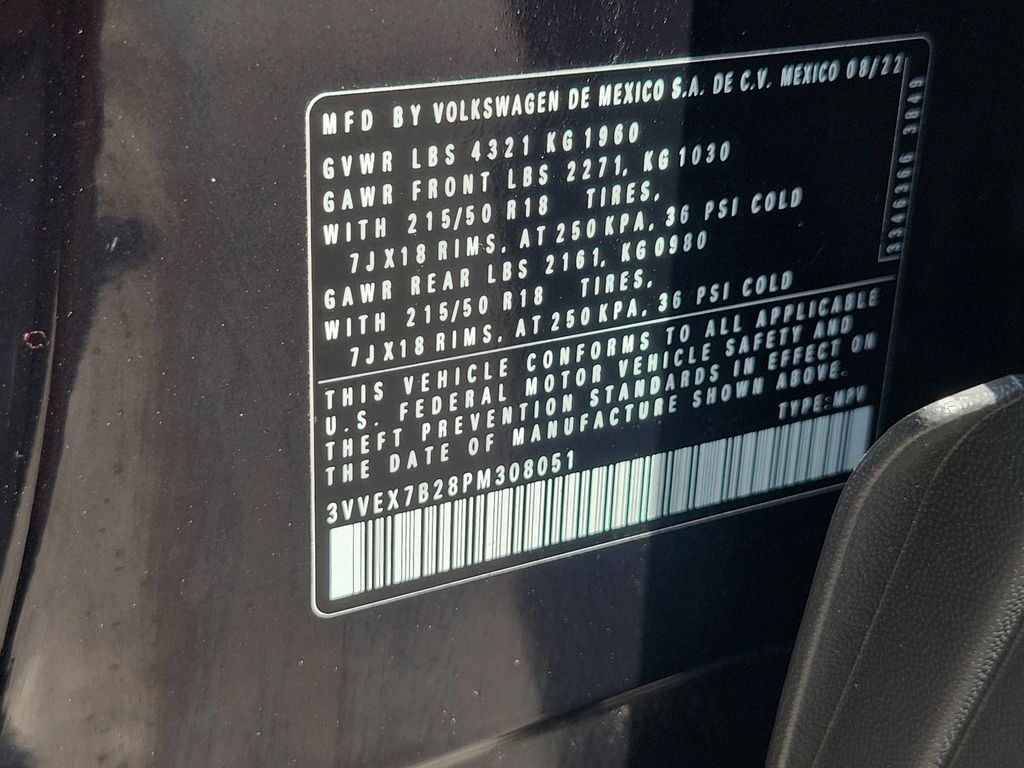 MFD BY VOLKSWAGEN DE MEXICO S.A. DE C.V. MEXICO 08/22
GVWR LBS 4321 KG 1960
GAWR FRONT LBS 2271, KG 1030
WITH 215/50 R18 TIRES,
7JX18 RIMS, AT 250 KPA, 36 PSI COLD
GAWR REAR LBS 2161, KG 0980
WITH 215/50 R18 TIRES,
7JX18 RIMS, AT 250 KPA, 36 PSI COLD
THIS VEHICLE CONFORMS TO ALL APPLICABLE
U.S. FEDERAL MOTOR VEHICLE SAFETY AND
THEFT PREVENTION STANDARDS IN EFFECT ON
THE DATE OF MANUFACTURE SHOWN ABOVE.
TYPE: MPV
3VVEX7B28PM308051